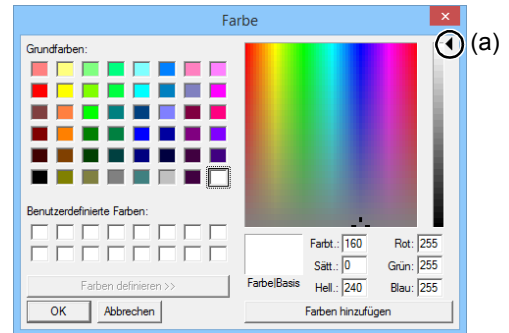 Farbe
(a)
Grundfarben:
Benutzerdefinierte Farben:
Farben definieren >>
OK Abbrechen
Farbe|Basis
Farbt.: 160 Rot: 255
Sätt.: 0 Grün: 255
Hell.: 240 Blau: 255
Farben hinzufügen